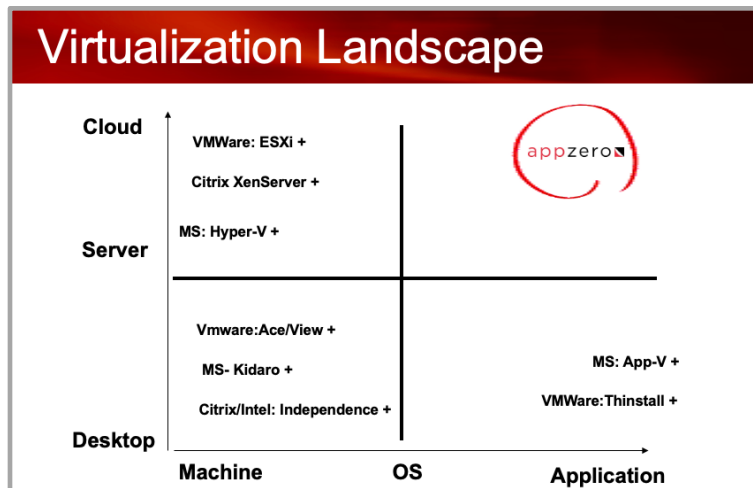 Virtualization Landscape
Cloud
VMWare: ESXi +
appzero
Citrix XenServer +
MS: Hyper-V +
Server
Vmware:Ace/View +
MS: App-V +
MS- Kidaro +
VMWare:Thinstall +
Citrix/Intel: Independence +
Desktop
Machine
OS
Application